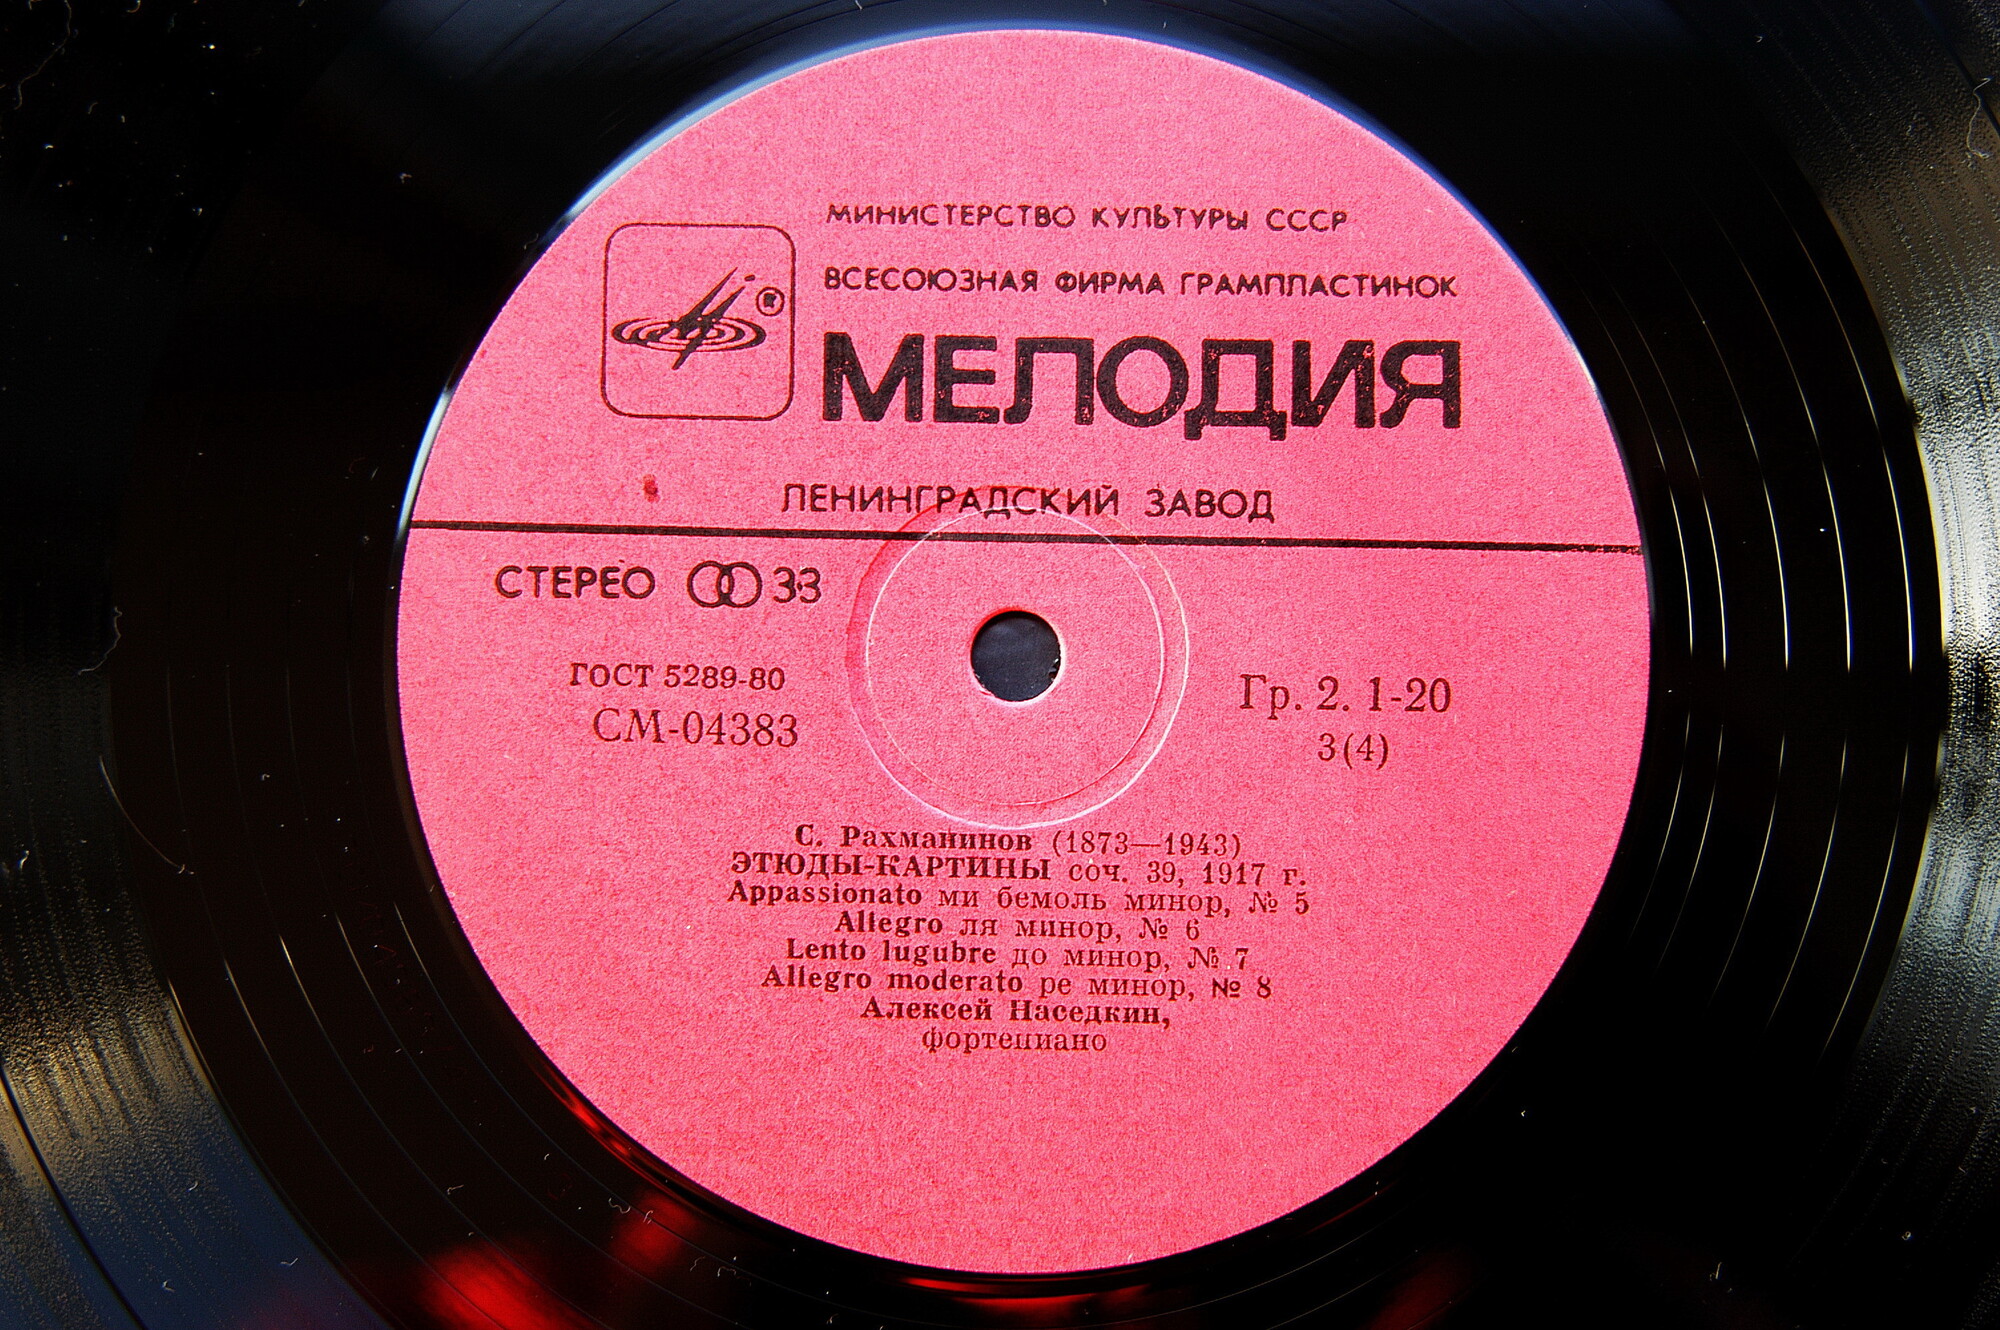 МИНИСТЕРСТВО КУЛЬТУРЫ СССР
ВСЕСОЮЗНАЯ ФИРМА ГРАМПЛАСТИНОК
®
МЕЛОДИЯ
ЛЕНИНГРАДСКИЙ ЗАВОД
СТЕРЕО 33
ГОСТ 5289-80
СМ-04383
Гр. 2. 1-20
3(4)
С. Рахманинов (1873—1943)
ЭТЮДЫ-КАРТИНЫ соч. 39, 1917 г.
Appassionato ми бемоль минор, № 5
Allegro ля минор, № 6
Lento lugubre до минор, № 7
Allegro moderato ре минор, № 8
Алексей Наседкин,
фортепиано